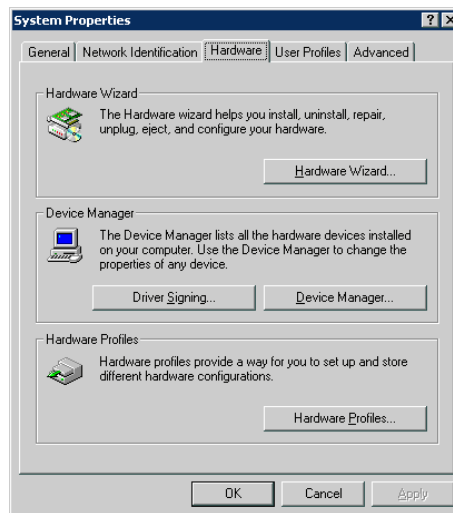 System Properties
General Network Identification Hardware User Profiles Advanced
Hardware Wizard
The Hardware wizard helps you install, uninstall, repair,
unplug, eject, and configure your hardware.
Hardware Wizard...
Device Manager
The Device Manager lists all the hardware devices installed
on your computer. Use the Device Manager to change the
properties of any device.
Driver Signing... Device Manager...
Hardware Profiles
Hardware profiles provide a way for you to set up and store
different hardware configurations.
Hardware Profiles...
OK Cancel Apply